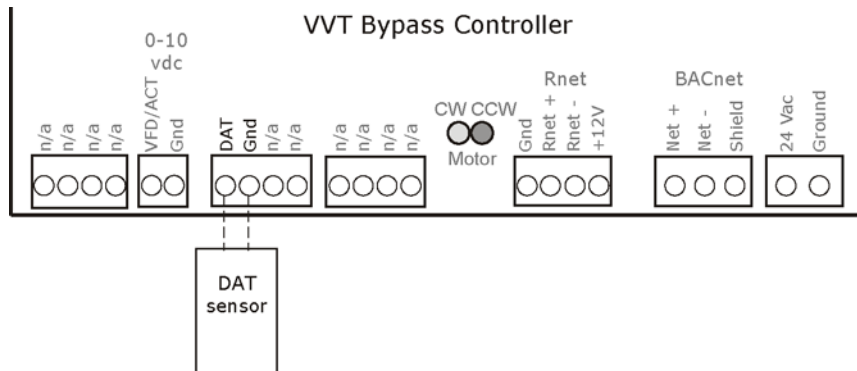 VVT Bypass Controller
0-10
vdc
Rnet
BACnet
n/a
n/a
n/a
n/a
VFD/ACT
Gnd
DAT
Gnd
n/a
n/a
n/a
n/a
n/a
n/a
CW CCW
Motor
Gnd
Rnet +
Rnet -
+12V
Net +
Net -
Shield
24 Vac
Ground
DAT
sensor